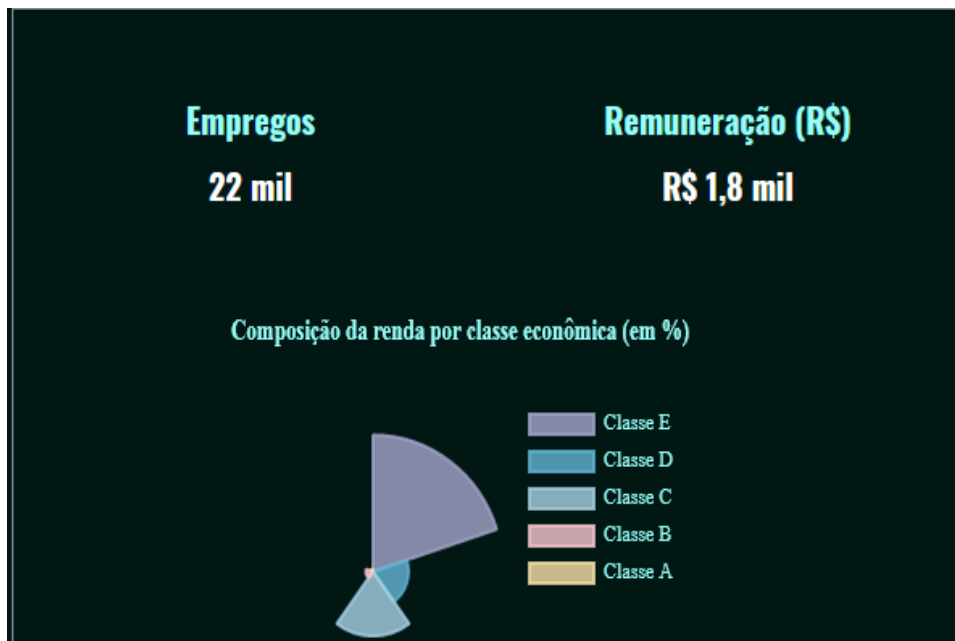 Empregos
Remuneração (R$)
22 mil
R$ 1,8 mil
Composição da renda por classe econômica (em %)
Classe E
Classe D
Classe C
Classe B
Classe A